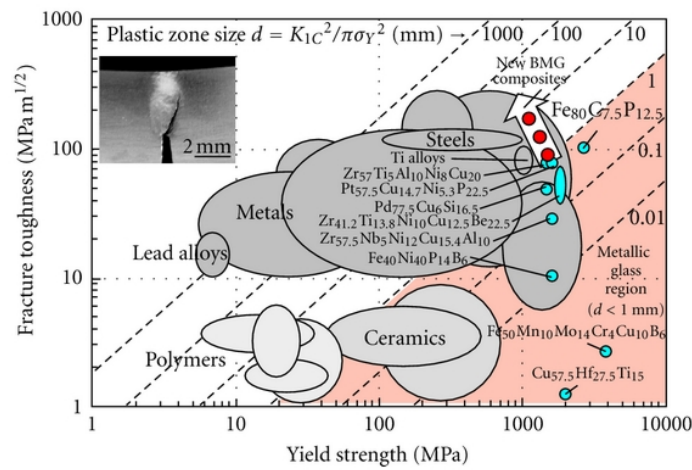 Plastic zone size d = K₁C²/πσY² (mm) → 1000 100 10
1
0.1
0.01
New BMG
composites
Fe₈₀C₇.₅P₁₂.₅
2 mm
Steels
Ti alloys
Zr₅₇Ti₅Al₁₀Ni₈Cu₂₀
Pt₅₇.₅Cu₁₄.₇Ni₅.₃P₂₂.₅
Pd₇₇.₅Cu₆Si₁₆.₅
Zr₄₁.₂Ti₁₃.₈Ni₁₀Cu₁₂.₅Be₂₂.₅
Zr₅₇.₅Nb₅Ni₁₂Cu₁₅.₄Al₁₀
Fe₄₀Ni₄₀P₁₄B₆
Metals
Lead alloys
Metallic
glass
region
(d < 1 mm)
Polymers
Ceramics
Fe₅₀Mn₁₀Mo₁₄Cr₄Cu₁₀B₆
Cu₅₇.₅Hf₂₇.₅Ti₁₅
Fracture toughness (MPa m^1/2)
1000
100
10
1
1 10 100 1000 10000
Yield strength (MPa)